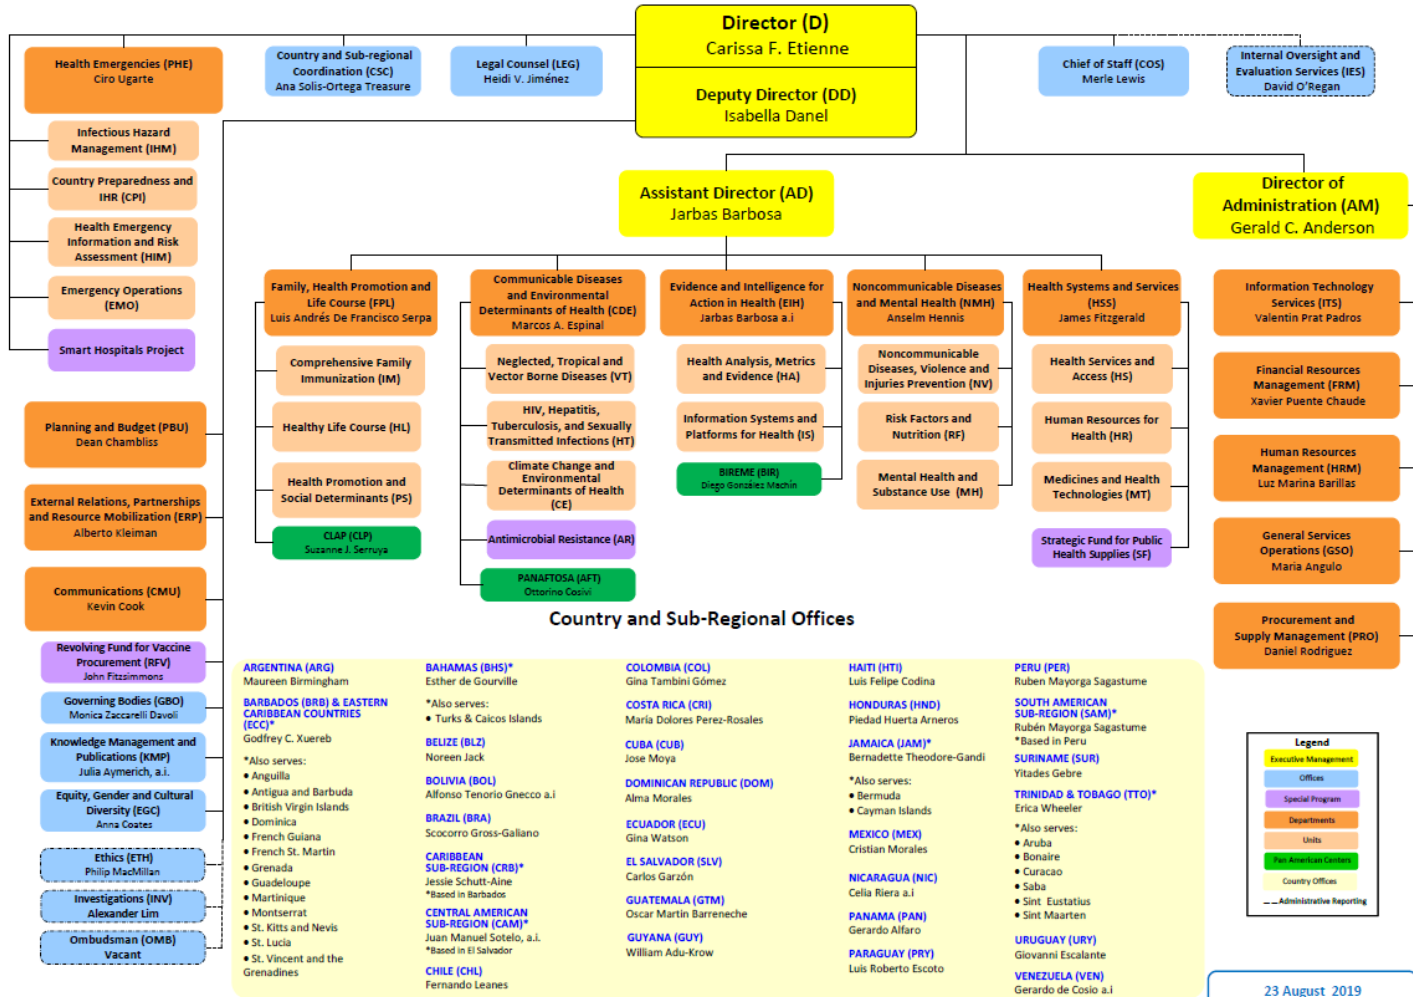 Director (D)
Carissa F. Etienne
Deputy Director (DD)
Isabella Danel
Health Emergencies (PHE)
Ciro Ugarte
Country and Sub-regional
Coordination (CSC)
Ana Solis-Ortega Treasure
Legal Counsel (LEG)
Heidi V. Jiménez
Chief of Staff (COS)
Merle Lewis
Internal Oversight and
Evaluation Services (IES)
David O'Regan
Infectious Hazard
Management (IHM)
Country Preparedness and
IHR (CPI)
Health Emergency
Information and Risk
Assessment (HIM)
Emergency Operations
(EMO)
Smart Hospitals Project
Assistant Director (AD)
Jarbas Barbosa
Director of
Administration (AM)
Gerald C. Anderson
Family, Health Promotion and
Life Course (FPL)
Luis Andrés De Francisco Serpa
Comprehensive Family
Immunization (IM)
Healthy Life Course (HL)
Health Promotion and
Social Determinants (PS)
CLAP (CLP)
Suzanne J. Serruya
Communicable Diseases
and Environmental
Determinants of Health (CDE)
Marcos A. Espinal
Neglected, Tropical and
Vector Borne Diseases (VT)
HIV, Hepatitis,
Tuberculosis, and Sexually
Transmitted Infections (HT)
Climate Change and
Environmental
Determinants of Health
(CE)
Antimicrobial Resistance (AR)
PANAFTOSA (AFT)
Ottorino Cosivi
Evidence and Intelligence for
Action in Health (EIH)
Jarbas Barbosa a.i
Health Analysis, Metrics
and Evidence (HA)
Information Systems and
Platforms for Health (IS)
BIREME (BIR)
Diego González Machín
Noncommunicable Diseases
and Mental Health (NMH)
Anselm Hennis
Noncommunicable
Diseases, Violence and
Injuries Prevention (NV)
Risk Factors and
Nutrition (RF)
Mental Health and
Substance Use (MH)
Health Systems and Services
(HSS)
James Fitzgerald
Health Services and
Access (HS)
Human Resources for
Health (HR)
Medicines and Health
Technologies (MT)
Strategic Fund for Public
Health Supplies (SF)
Information Technology
Services (ITS)
Valentin Prat Padros
Financial Resources
Management (FRM)
Xavier Puente Chaude
Human Resources
Management (HRM)
Luz Marina Barillas
General Services
Operations (GSO)
Maria Angulo
Procurement and
Supply Management (PRO)
Daniel Rodriguez
Planning and Budget (PBU)
Dean Chambliss
External Relations, Partnerships
and Resource Mobilization (ERP)
Alberto Kleiman
Communications (CMU)
Kevin Cook
Revolving Fund for Vaccine
Procurement (RFV)
John Fitzsimmons
Governing Bodies (GBO)
Monica Zaccarelli Davoli
Knowledge Management and
Publications (KMP)
Julia Aymerich, a.i.
Equity, Gender and Cultural
Diversity (EGC)
Anna Coates
Ethics (ETH)
Philip MacMillan
Investigations (INV)
Alexander Lim
Ombudsman (OMB)
Vacant
Country and Sub-Regional Offices
ARGENTINA (ARG)
Maureen Birmingham
BARBADOS (BRB) & EASTERN
CARIBBEAN COUNTRIES
(ECC)*
Godfrey C. Xuereb
*Also serves:
• Anguilla
• Antigua and Barbuda
• British Virgin Islands
• Dominica
• French Guiana
• French St. Martin
• Grenada
• Guadeloupe
• Martinique
• Montserrat
• St. Kitts and Nevis
• St. Lucia
• St. Vincent and the
Grenadines
BAHAMAS (BHS)*
Esther de Gourville
*Also serves:
• Turks & Caicos Islands
BELIZE (BLZ)
Noreen Jack
BOLIVIA (BOL)
Alfonso Tenorio Gnecco a.i
BRAZIL (BRA)
Scocorro Gross-Galiano
CARIBBEAN
SUB-REGION (CRB)*
Jessie Schutt-Aine
*Based in Barbados
CENTRAL AMERICAN
SUB-REGION (CAM)*
Juan Manuel Sotelo, a.i.
*Based in El Salvador
CHILE (CHL)
Fernando Leanes
COLOMBIA (COL)
Gina Tambini Gómez
COSTA RICA (CRI)
María Dolores Perez-Rosales
CUBA (CUB)
Jose Moya
DOMINICAN REPUBLIC (DOM)
Alma Morales
ECUADOR (ECU)
Gina Watson
EL SALVADOR (SLV)
Carlos Garzón
GUATEMALA (GTM)
Oscar Martin Barreneche
GUYANA (GUY)
William Adu-Krow
HAITI (HTI)
Luis Felipe Codina
HONDURAS (HND)
Piedad Huerta Arneros
JAMAICA (JAM)*
Bernadette Theodore-Gandi
*Also serves:
• Bermuda
• Cayman Islands
MEXICO (MEX)
Cristian Morales
NICARAGUA (NIC)
Celia Riera a.i
PANAMA (PAN)
Gerardo Alfaro
PARAGUAY (PRY)
Luis Roberto Escoto
PERU (PER)
Ruben Mayorga Sagastume
SOUTH AMERICAN
SUB-REGION (SAM)*
Rubén Mayorga Sagastume
*Based in Peru
SURINAME (SUR)
Yitades Gebre
TRINIDAD & TOBAGO (TTO)*
Erica Wheeler
*Also serves:
• Aruba
• Bonaire
• Curacao
• Saba
• Sint Eustatius
• Sint Maarten
URUGUAY (URY)
Giovanni Escalante
VENEZUELA (VEN)
Gerardo de Cosio a.i
Legend
Executive Management
Offices
Special Program
Departments
Units
Pan American Centers
Country Offices
Administrative Reporting
23 August 2019